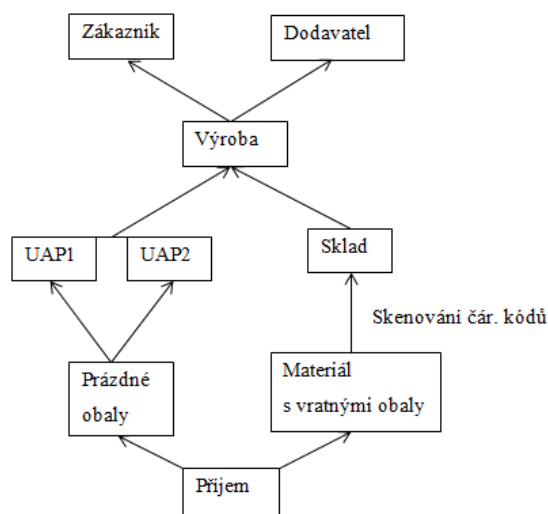 Zákazník
Dodavatel
Výroba
UAP1
UAP2
Sklad
Skenování čár. kódů
Prázdné
obaly
Materiál
s vratnými obaly
Příjem